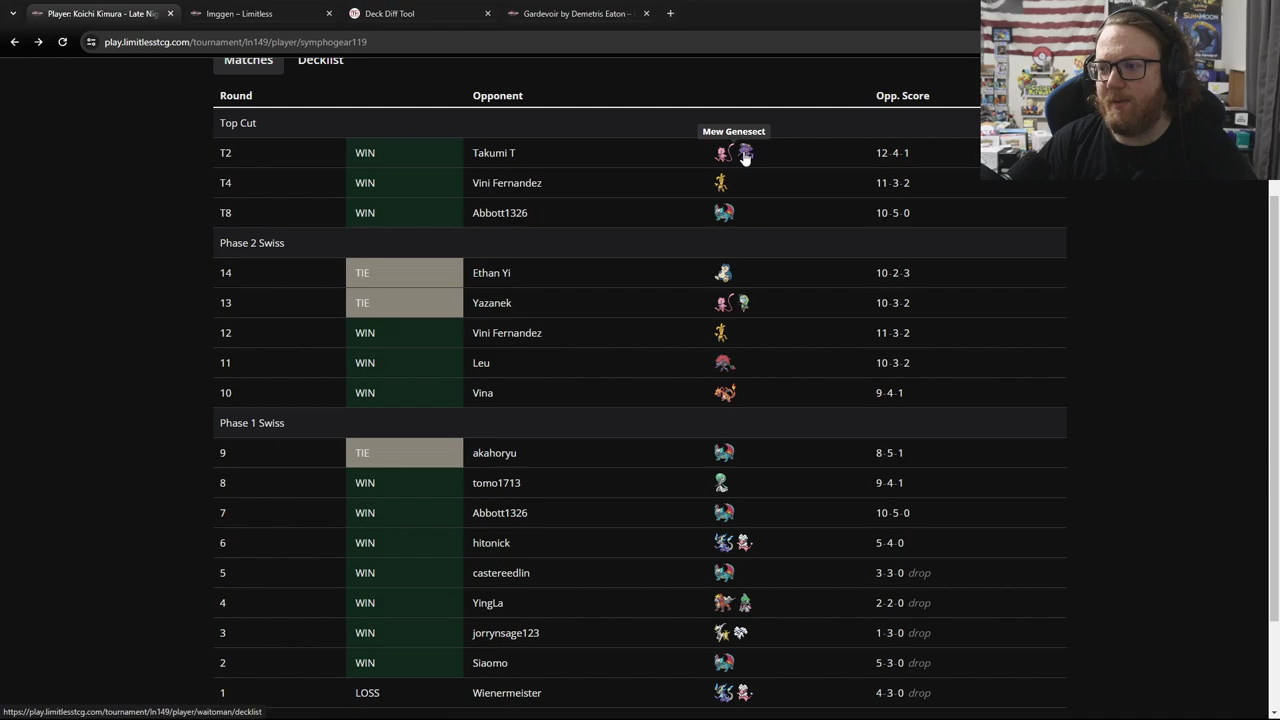 Player: Koichi Kimura - Late Nig
Imggen – Limitless
Deck Diff Tool
Gardevoir by Demetris Eaton –
play.limitlesstcg.com/tournament/ln149/player/symphogear119
SUN & MOON
Matches Decklist
Round Opponent Opp. Score
Top Cut
Mew Genesect
T2 WIN Takumi T 12-4-1
T4 WIN Vini Fernandez 11-3-2
T8 WIN Abbott1326 10-5-0
Phase 2 Swiss
14 TIE Ethan Yi 10-2-3
13 TIE Yazanek 10-3-2
12 WIN Vini Fernandez 11-3-2
11 WIN Leu 10-3-2
10 WIN Vina 9-4-1
Phase 1 Swiss
9 TIE akahoryu 8-5-1
8 WIN tomo1713 9-4-1
7 WIN Abbott1326 10-5-0
6 WIN hitonick 5-4-0
5 WIN castereedlin 3-3-0 drop
4 WIN YingLa 2-2-0 drop
3 WIN jorrynsage123 1-3-0 drop
2 WIN Siaomo 5-3-0 drop
1 LOSS Wienermeister 4-3-0 drop
https://play.limitlesstcg.com/tournament/ln149/player/waitoman/decklist